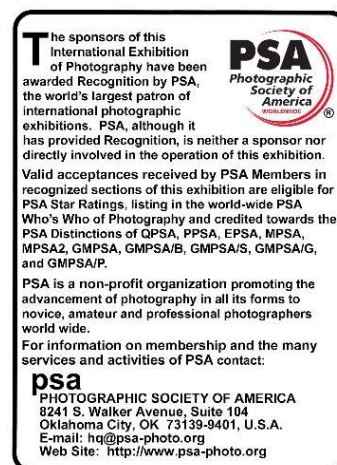 The sponsors of this
International Exhibition
of Photography have been
awarded Recognition by PSA,
the world's largest patron of
international photographic
exhibitions. PSA, although it
has provided Recognition, is neither a sponsor nor
directly involved in the operation of this exhibition.
PSA
Photographic
Society of
America
WORLDWIDE
®
Valid acceptances received by PSA Members in
recognized sections of this exhibition are eligible for
PSA Star Ratings, listing in the world-wide PSA
Who's Who of Photography and credited towards the
PSA Distinctions of QPSA, PPSA, EPSA, MPSA,
MPSA2, GMPSA, GMPSA/B, GMPSA/S, GMPSA/G,
and GMPSA/P.
PSA is a non-profit organization promoting the
advancement of photography in all its forms to
novice, amateur and professional photographers
world wide.
For information on membership and the many
services and activities of PSA contact:
psa
PHOTOGRAPHIC SOCIETY OF AMERICA
8241 S. Walker Avenue, Suite 104
Oklahoma City, OK 73139-9401, U.S.A.
E-mail: hq@psa-photo.org
Web Site: http://www.psa-photo.org